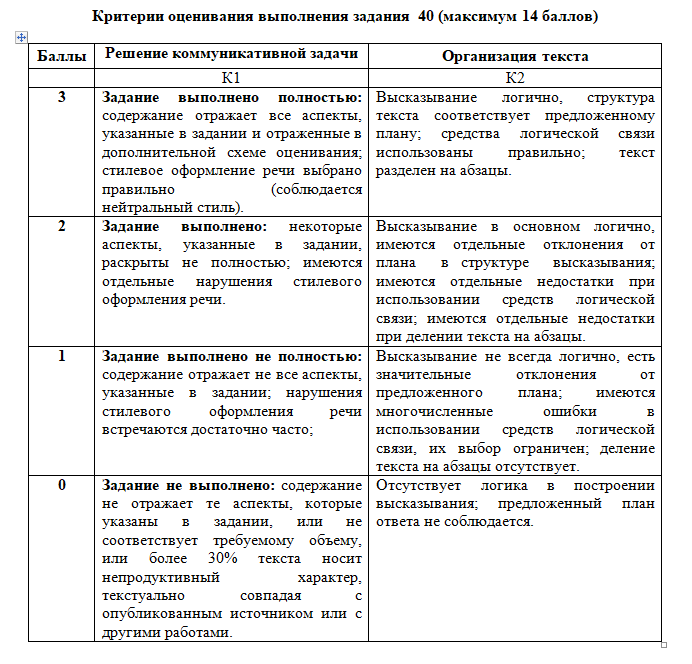 Критерии оценивания выполнения задания 40 (максимум 14 баллов)
Баллы
Решение коммуникативной задачи
Организация текста
К1
К2
3
Задание выполнено полностью:
содержание отражает все аспекты,
указанные в задании и отраженные в
дополнительной схеме оценивания;
стилевое оформление речи выбрано
правильно (соблюдается
нейтральный стиль).
Высказывание логично, структура
текста соответствует предложенному
плану; средства логической связи
использованы правильно; текст
разделен на абзацы.
2
Задание выполнено: некоторые
аспекты, указанные в задании,
раскрыты не полностью; имеются
отдельные нарушения стилевого
оформления речи.
Высказывание в основном логично,
имеются отдельные отклонения от
плана в структуре высказывания;
имеются отдельные недостатки при
использовании средств логической
связи; имеются отдельные недостатки
при делении текста на абзацы.
1
Задание выполнено не полностью:
содержание отражает не все аспекты,
указанные в задании; нарушения
стилевого оформления речи
встречаются достаточно часто;
Высказывание не всегда логично, есть
значительные отклонения от
предложенного плана; имеются
многочисленные ошибки в
использовании средств логической
связи, их выбор ограничен; деление
текста на абзацы отсутствует.
0
Задание не выполнено: содержание
не отражает те аспекты, которые
указаны в задании, или не
соответствует требуемому объему,
или более 30% текста носит
непродуктивный характер,
текстуально совпадая с
опубликованным источником или с
другими работами.
Отсутствует логика в построении
высказывания; предложенный план
ответа не соблюдается.